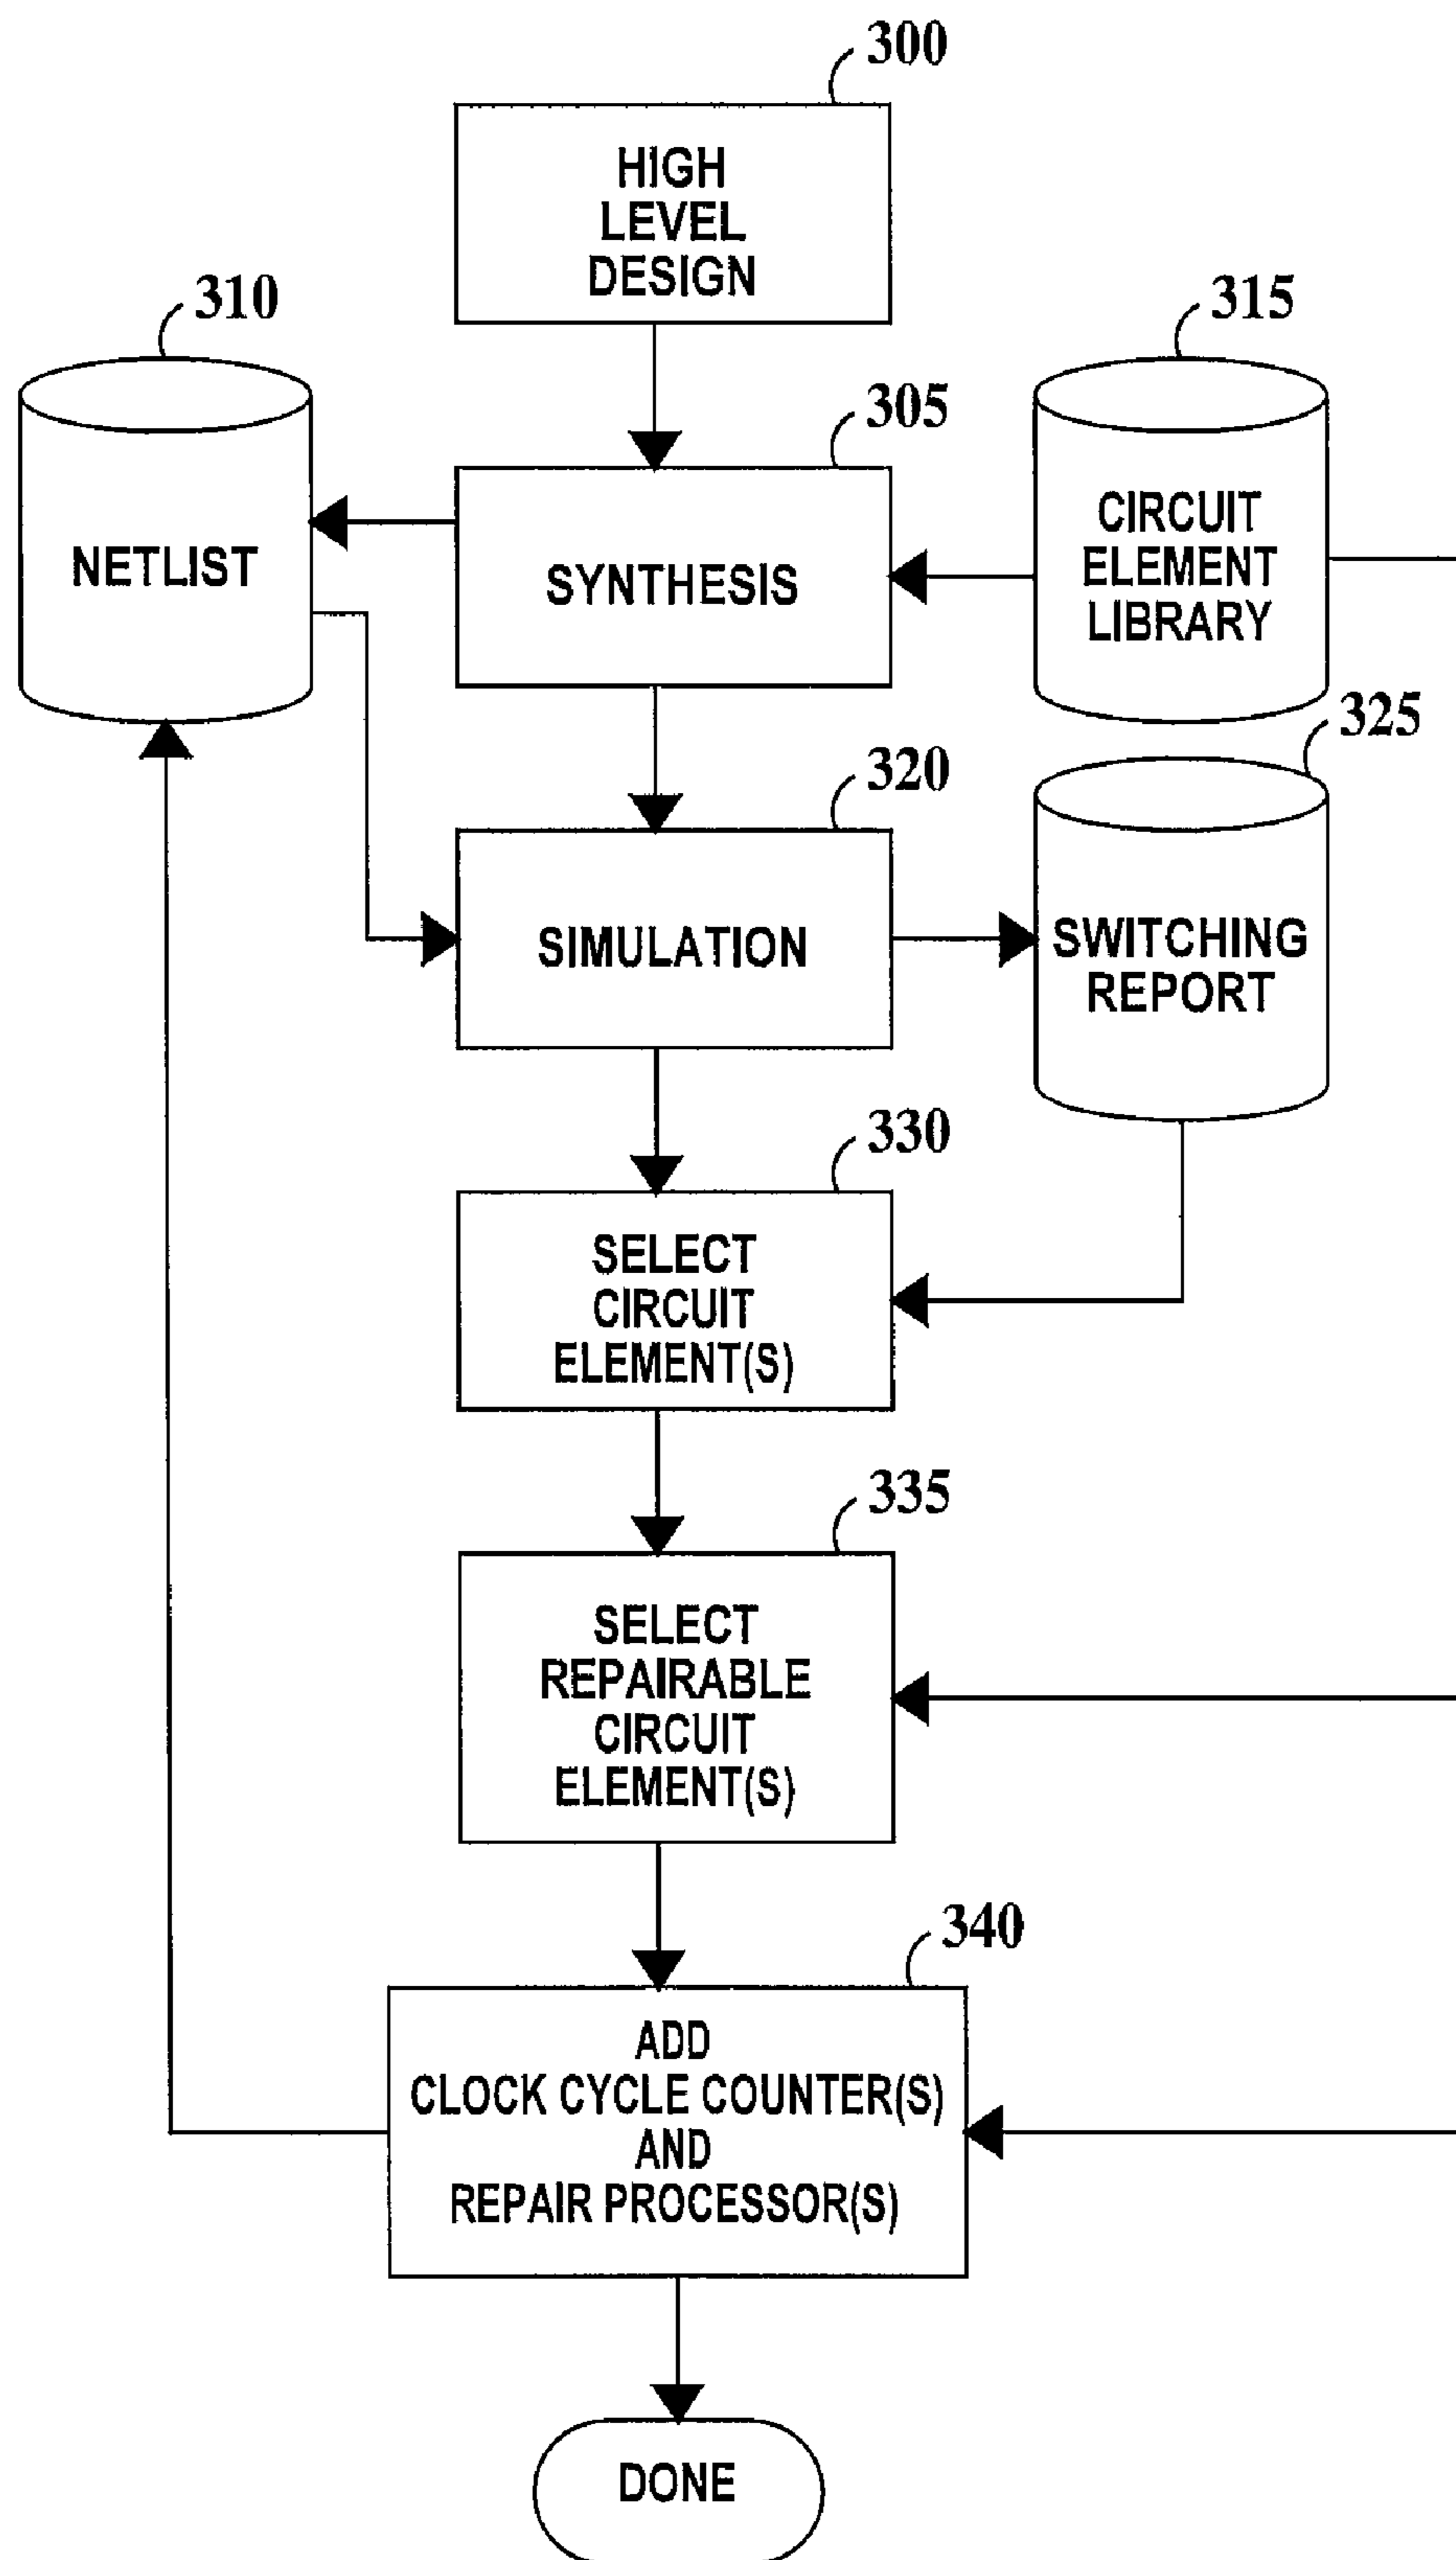 300
HIGH
LEVEL
DESIGN
310
315
305
NETLIST
SYNTHESIS
CIRCUIT
ELEMENT
LIBRARY
325
320
SIMULATION
SWITCHING
REPORT
330
SELECT
CIRCUIT
ELEMENT(S)
335
SELECT
REPAIRABLE
CIRCUIT
ELEMENT(S)
340
ADD
CLOCK CYCLE COUNTER(S)
AND
REPAIR PROCESSOR(S)
DONE